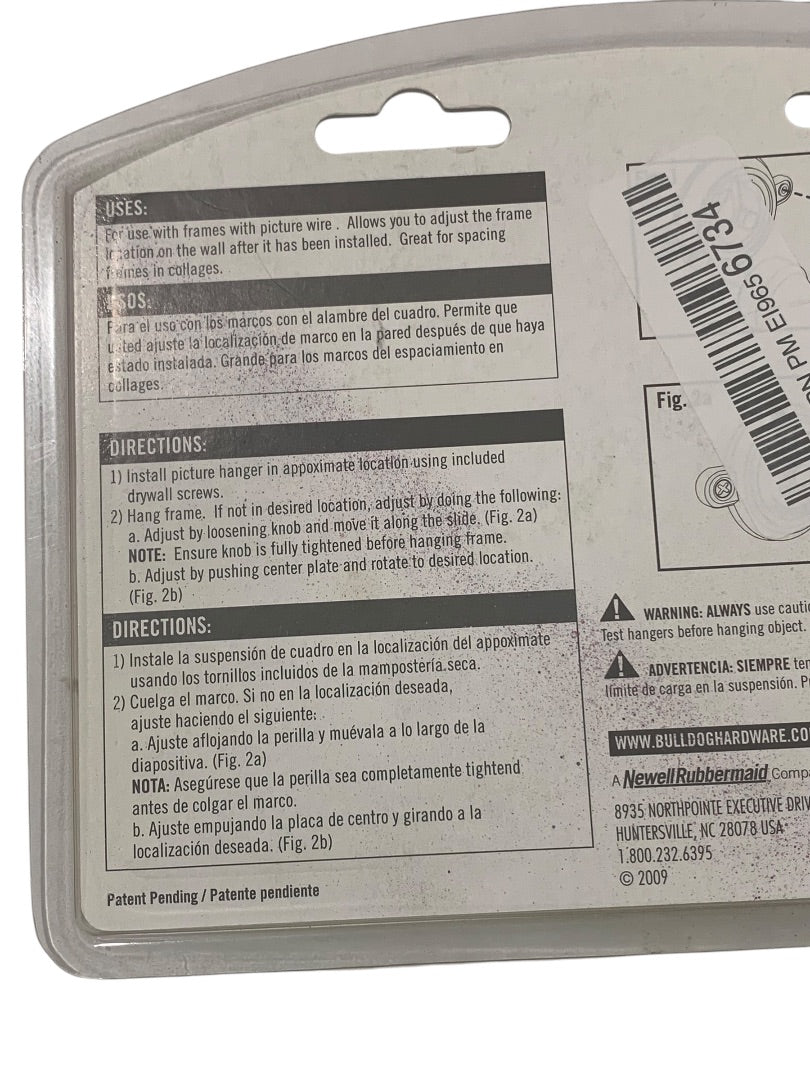 USES:
For use with frames with picture wire . Allows you to adjust the frame
location on the wall after it has been installed. Great for spacing
frames in collages.
USOS:
Para el uso con los marcos con el alambre del cuadro. Permite que
usted ajuste la localización de marco en la pared después de que haya
estado instalada. Grande para los marcos del espaciamiento en
collages.
DIRECTIONS:
1) Install picture hanger in appoximate location using included
drywall screws.
2) Hang frame. If not in desired location, adjust by doing the following:
a. Adjust by loosening knob and move it along the slide. (Fig. 2a)
NOTE: Ensure knob is fully tightened before hanging frame.
b. Adjust by pushing center plate and rotate to desired location.
(Fig. 2b)
DIRECTIONS:
1) Instale la suspensión de cuadro en la localización del appoximate
usando los tornillos incluidos de la mampostería seca.
2) Cuelga el marco. Si no en la localización deseada,
ajuste haciendo el siguiente:
a. Ajuste aflojando la perilla y muévala a lo largo de la
diapositiva. (Fig. 2a)
NOTA: Asegúrese que la perilla sea completamente tightend
antes de colgar el marco.
b. Ajuste empujando la placa de centro y girando a la
localización deseada. (Fig. 2b)
Patent Pending / Patente pendiente
PM EI965 6734
Fig.
WARNING: ALWAYS use
Test hangers before hanging object.
ADVERTENCIA: SIEMPRE
límite de carga en la suspensión.
WWW.BULLDOGHARDWARE.CO
A Newell Rubbermaid Comp
8935 NORTHPOINTE EXECUTIVE DRIV
HUNTERSVILLE, NC 28078 USA
1.800.232.6395
© 2009